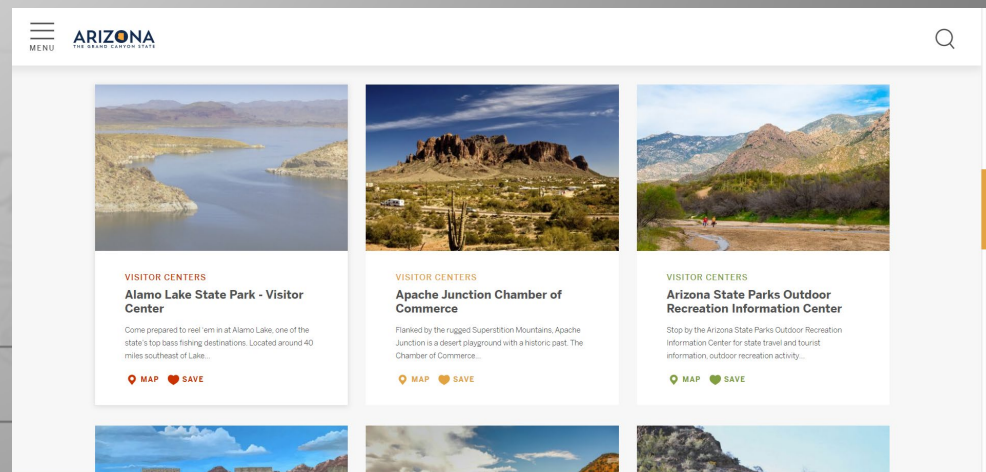 MENU
ARIZONA
THE GRAND CANYON STATE
VISITOR CENTERS
Alamo Lake State Park - Visitor
Center
Come prepared to reel 'em in at Alamo Lake, one of the
state's top bass fishing destinations. Located around 40
miles southeast of Lake...
MAP SAVE
VISITOR CENTERS
Apache Junction Chamber of
Commerce
Flanked by the rugged Superstition Mountains, Apache
Junction is a desert playground with a historic past. The
Chamber of Commerce...
MAP SAVE
VISITOR CENTERS
Arizona State Parks Outdoor
Recreation Information Center
Stop by the Arizona State Parks Outdoor Recreation
Information Center for state travel and tourist
information, outdoor recreation activity...
MAP SAVE